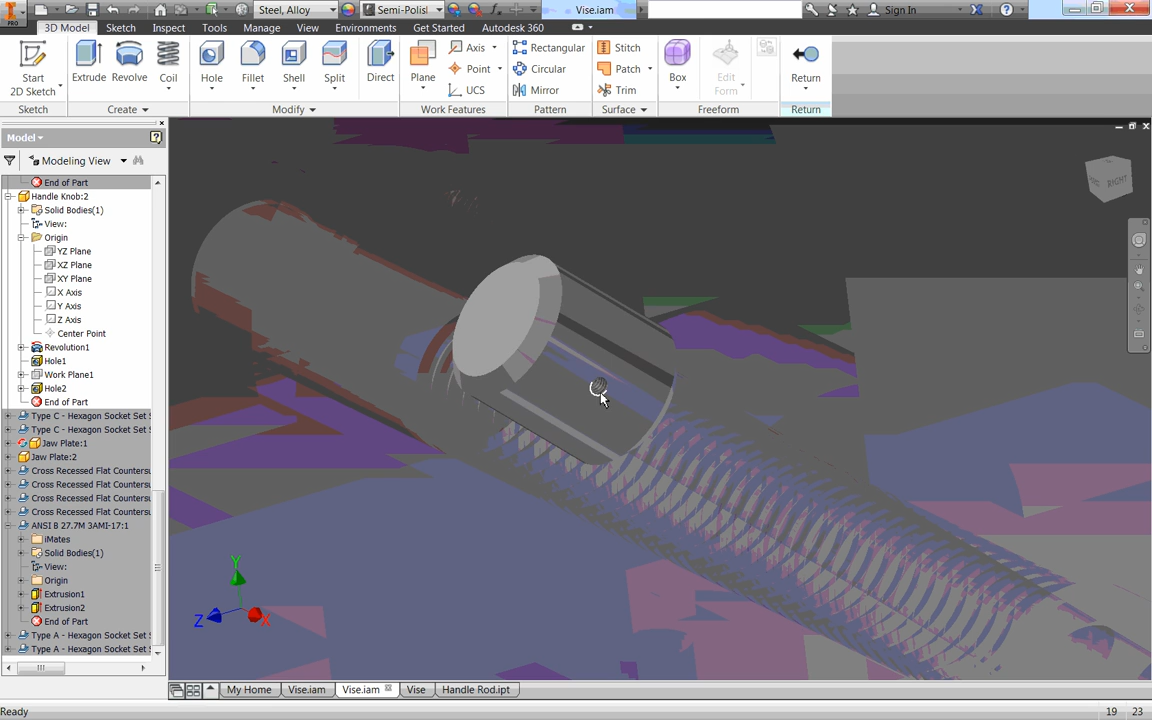 PRO
Steel, Alloy
Semi-Polis
Vise.iam
Sign In
3D Model
Sketch
Inspect
Tools
Manage
View
Environments
Get Started
Autodesk 360
Start
2D Sketch
Extrude
Revolve
Coil
Hole
Fillet
Shell
Split
Direct
Plane
Axis
Point
UCS
Rectangular
Circular
Mirror
Stitch
Patch
Trim
Box
Edit
Form
Return
Sketch
Create
Modify
Work Features
Pattern
Surface
Freeform
Return
Model
Modeling View
End of Part
Handle Knob:2
Solid Bodies(1)
View:
Origin
YZ Plane
XZ Plane
XY Plane
X Axis
Y Axis
Z Axis
Center Point
Revolution1
Hole1
Work Plane1
Hole2
End of Part
Type C - Hexagon Socket Set
Type C - Hexagon Socket Set
Jaw Plate:1
Jaw Plate:2
Cross Recessed Flat Countersu
Cross Recessed Flat Countersu
Cross Recessed Flat Countersu
Cross Recessed Flat Countersu
ANSI B 27.7M 3AMI-17:1
iMates
Solid Bodies(1)
View:
Origin
Extrusion1
Extrusion2
End of Part
Type A - Hexagon Socket Set
Type A - Hexagon Socket Set
RIGHT
Y
Z
X
My Home
Vise.iam
Vise.iam
Vise
Handle Rod.ipt
Ready
19
23